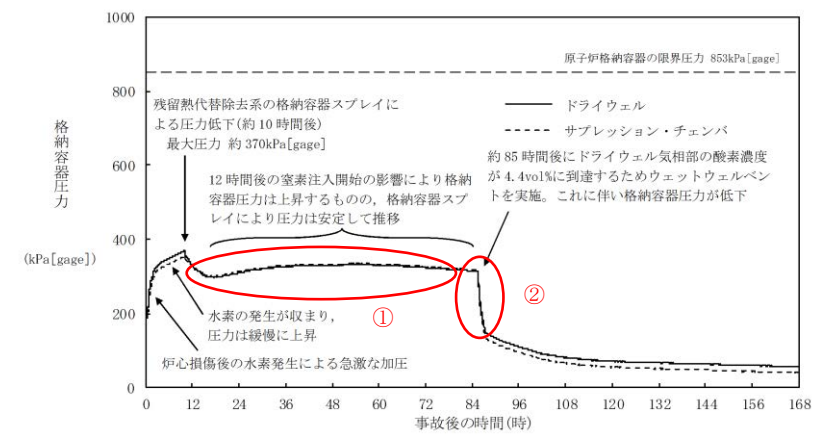 1000
原子炉格納容器の限界圧力 853kPa[gage]
800
残留熱代替除去系の格納容器スプレイに
よる圧力低下(約 10 時間後)
最大圧力 約 370kPa[gage]
ドライウェル
サプレッション・チェンバ
約 85 時間後にドライウェル気相部の酸素濃度
が 4.4vol%に到達するためウェットウェルベン
トを実施。これに伴い格納容器圧力が低下
格納容器圧力
(kPa[gage])
600
12 時間後の窒素注入開始の影響により格納
容器圧力は上昇するものの，格納容器スプ
レイにより圧力は安定して推移
400
①
②
200
水素の発生が収まり，
圧力は緩慢に上昇
炉心損傷後の水素発生による急激な加圧
0
0 12 24 36 48 60 72 84 96 108 120 132 144 156 168
事故後の時間(時)